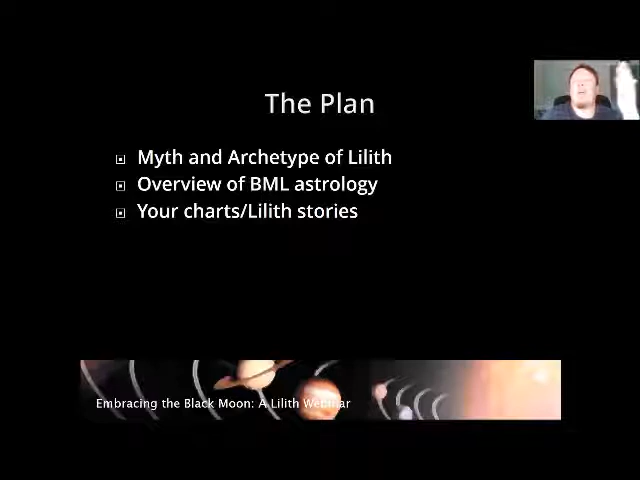 The Plan
Myth and Archetype of Lilith
Overview of BML astrology
Your charts/Lilith stories
Embracing the Black Moon: A Lilith Webinar